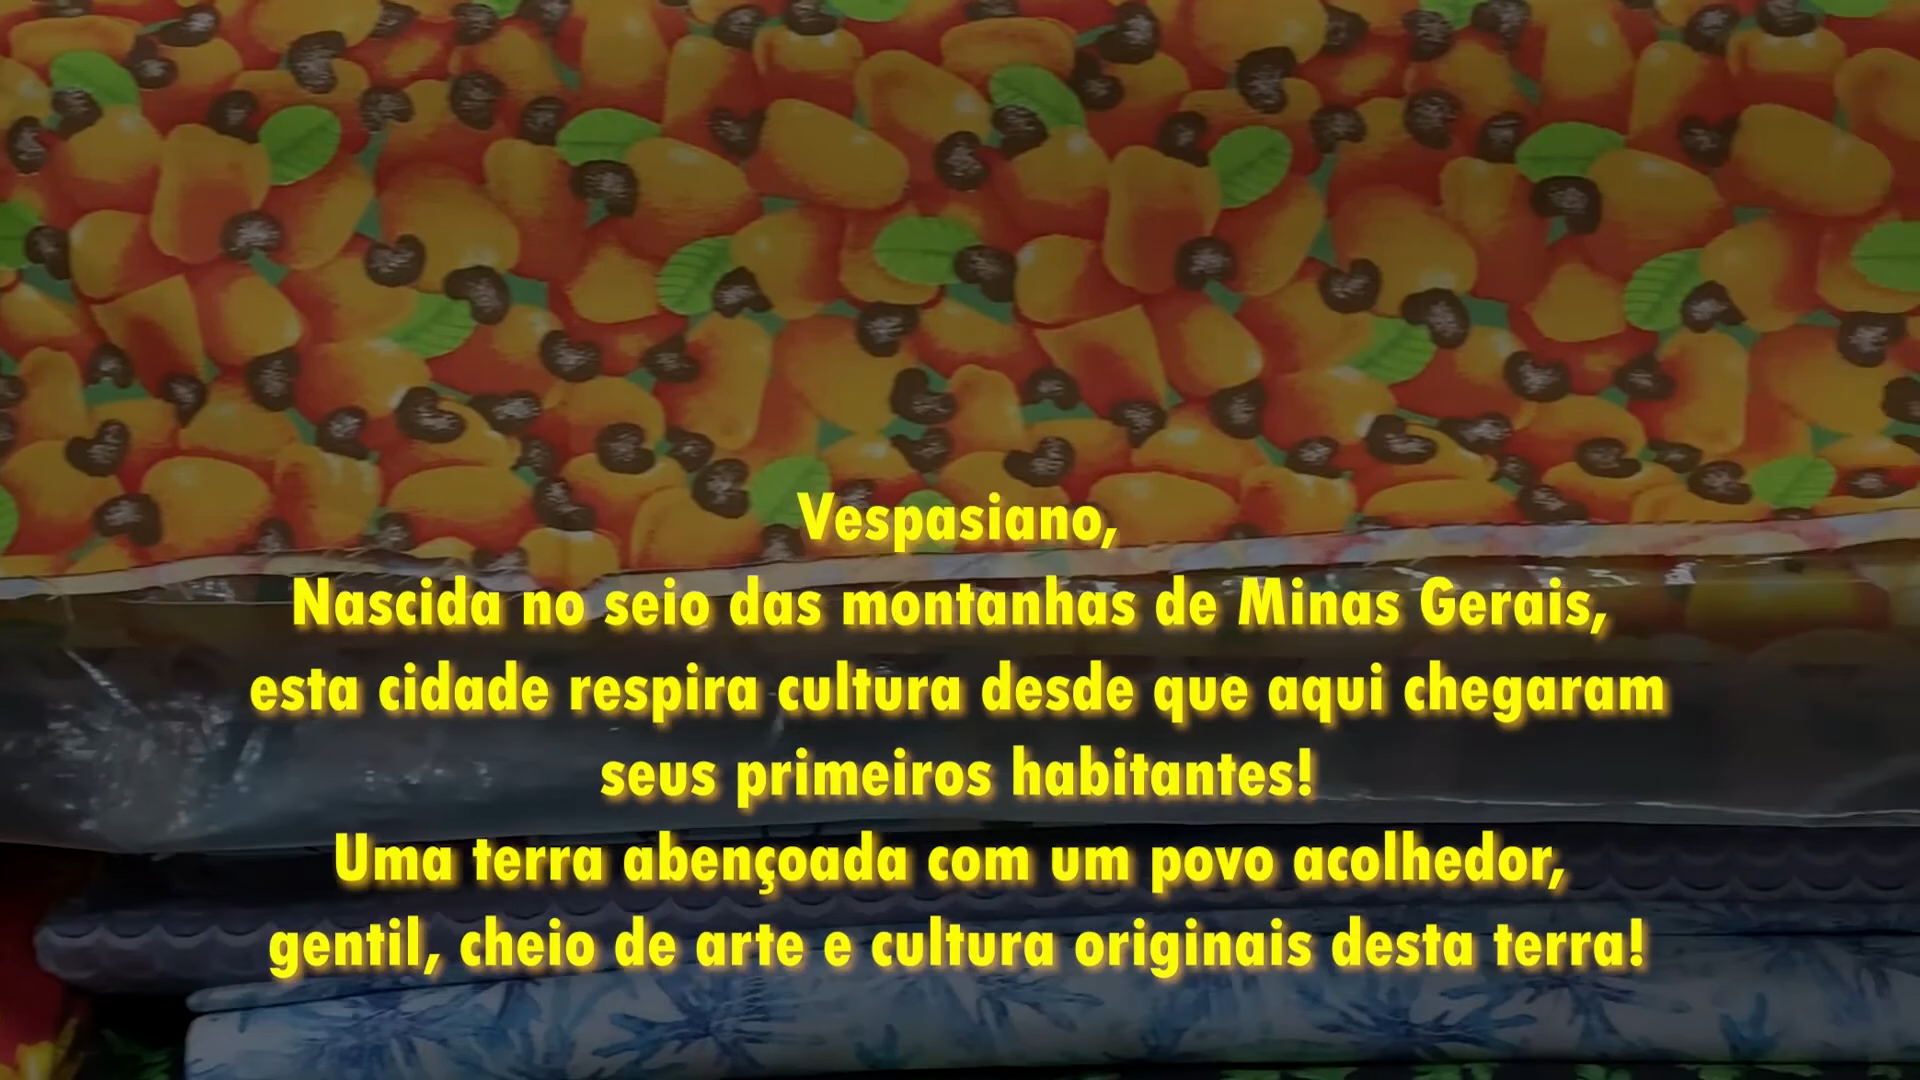 Vespasiano,
Nascida no seio das montanhas de Minas Gerais,
esta cidade respira cultura desde que aqui chegaram
seus primeiros habitantes!
Uma terra abençoada com um povo acolhedor,
gentil, cheio de arte e cultura originais desta terra!